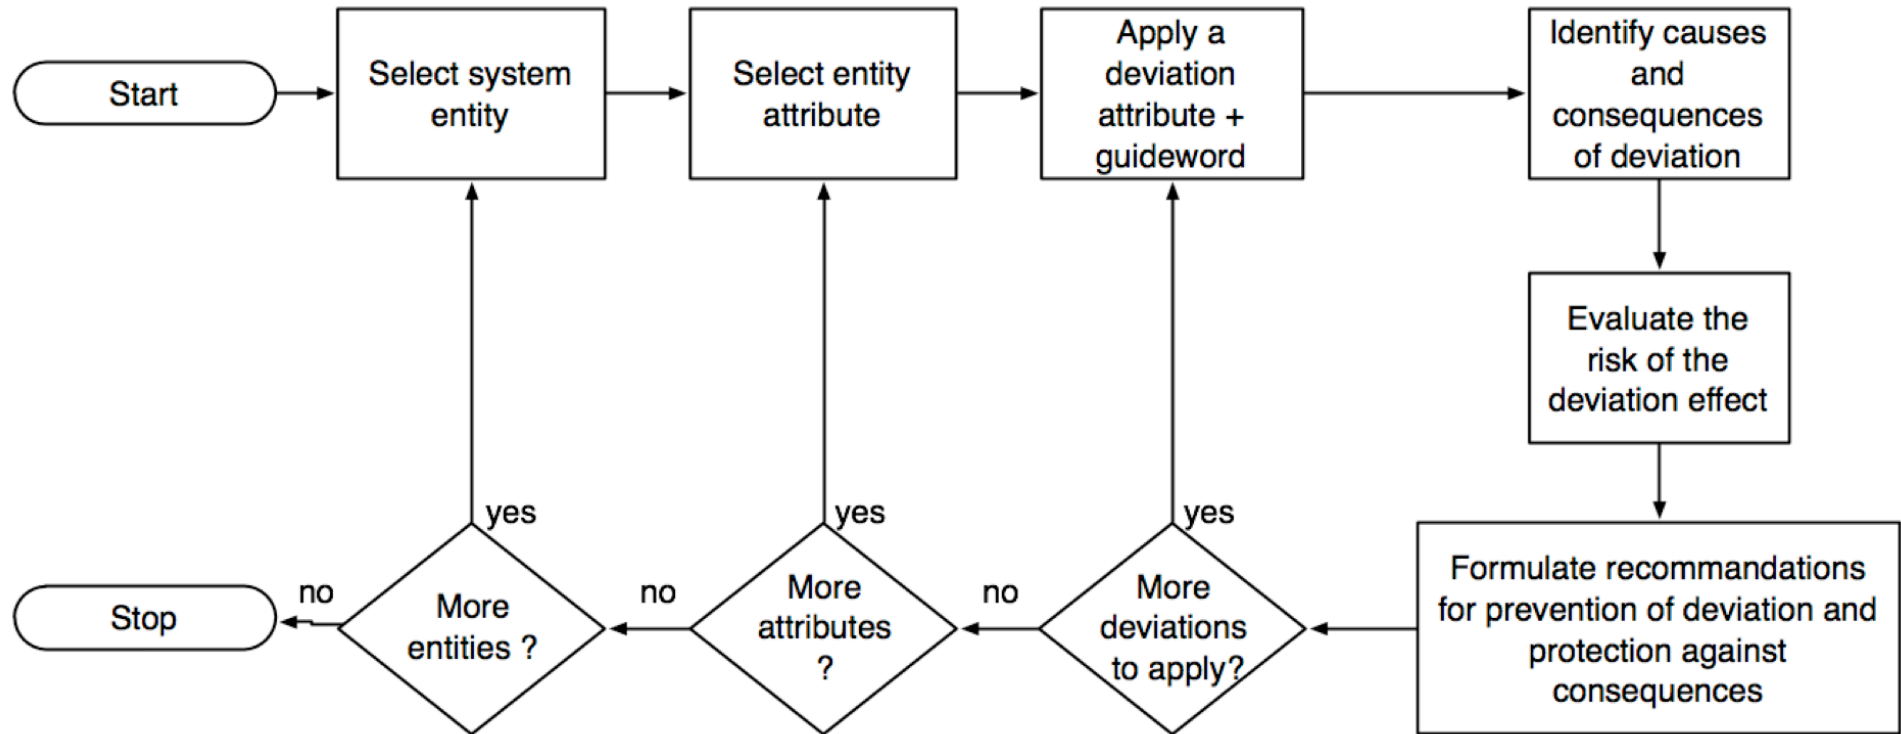 Start
Select system
entity
Select entity
attribute
Apply a
deviation
attribute +
guideword
Identify causes
and
consequences
of deviation
Evaluate the
risk of the
deviation effect
Formulate recommandations
for prevention of deviation and
protection against
consequences
yes
More
deviations
to apply?
no
yes
More
attributes
?
no
yes
More
entities ?
no
Stop